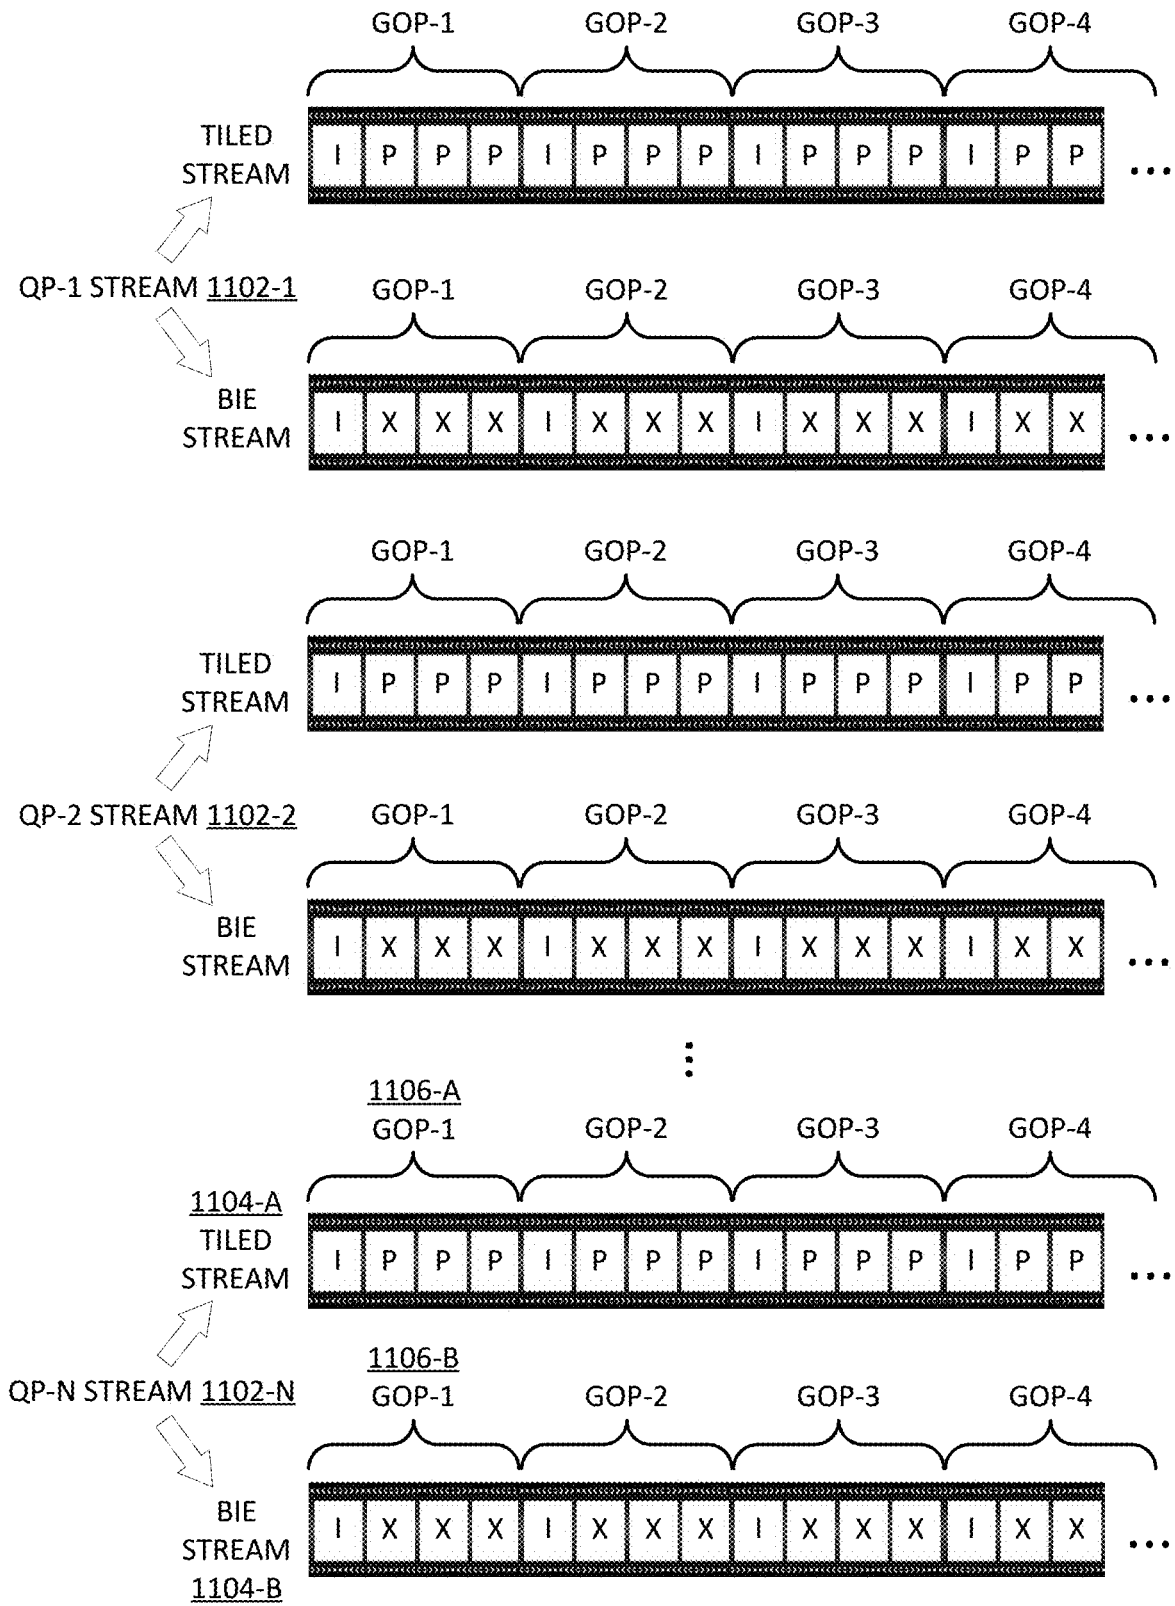 GOP-1 GOP-2 GOP-3 GOP-4
TILED
STREAM
I P P P I P P P I P P P I P P ...
QP-1 STREAM 1102-1
GOP-1 GOP-2 GOP-3 GOP-4
BIE
STREAM
I X X X I X X X I X X X I X X ...
GOP-1 GOP-2 GOP-3 GOP-4
TILED
STREAM
I P P P I P P P I P P P I P P ...
QP-2 STREAM 1102-2
GOP-1 GOP-2 GOP-3 GOP-4
BIE
STREAM
I X X X I X X X I X X X I X X ...
1106-A
GOP-1 GOP-2 GOP-3 GOP-4
1104-A
TILED
STREAM
I P P P I P P P I P P P I P P ...
QP-N STREAM 1102-N
1106-B
GOP-1 GOP-2 GOP-3 GOP-4
BIE
STREAM
1104-B
I X X X I X X X I X X X I X X ...